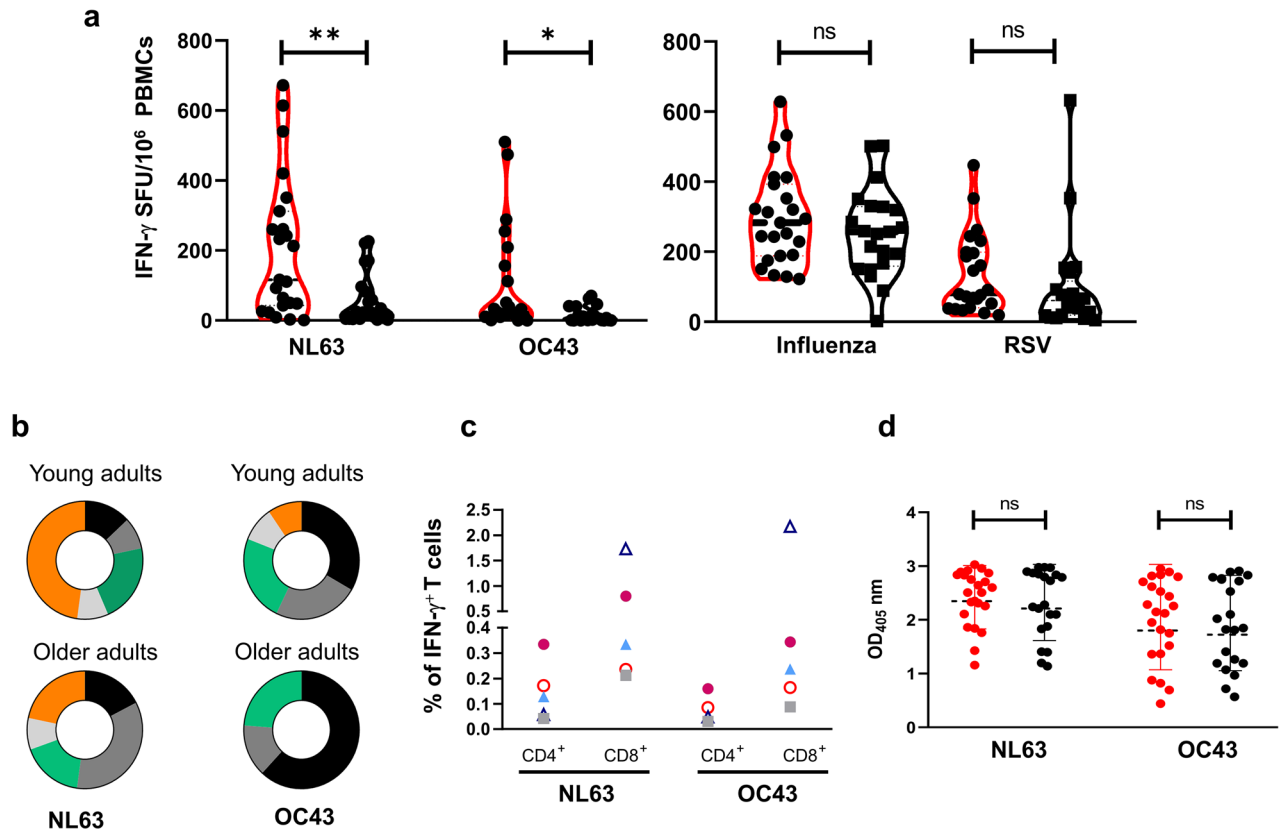 a
IFN-γ SFU/10⁶ PBMCs
800
600
400
200
0
**
*
NL63
OC43
800
600
400
200
0
ns
ns
Influenza
RSV
b
Young adults
Young adults
Older adults
Older adults
NL63
OC43
c
% of IFN-γ⁺ T cells
2.5
2.0
1.5
1.0
0.5
0.4
0.3
0.2
0.1
0.0
CD4⁺
CD8⁺
CD4⁺
CD8⁺
NL63
OC43
d
OD₄₀₅ nm
4
3
2
1
0
ns
ns
NL63
OC43